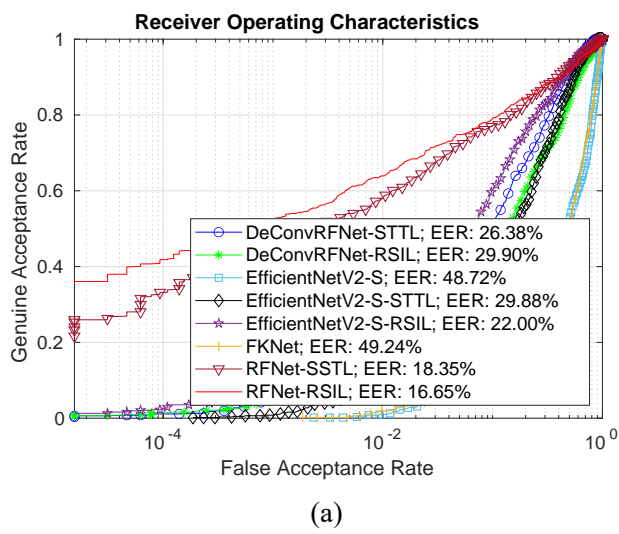 Receiver Operating Characteristics
1
0.8
0.6
0.4
0.2
0
Genuine Acceptance Rate
DeConvRFNet-STTL; EER: 26.38%
DeConvRFNet-RSIL; EER: 29.90%
EfficientNetV2-S; EER: 48.72%
EfficientNetV2-S-STTL; EER: 29.88%
EfficientNetV2-S-RSIL; EER: 22.00%
FKNet; EER: 49.24%
RFNet-SSTL; EER: 18.35%
RFNet-RSIL; EER: 16.65%
10⁻⁴ 10⁻² 10⁰
False Acceptance Rate
(a)